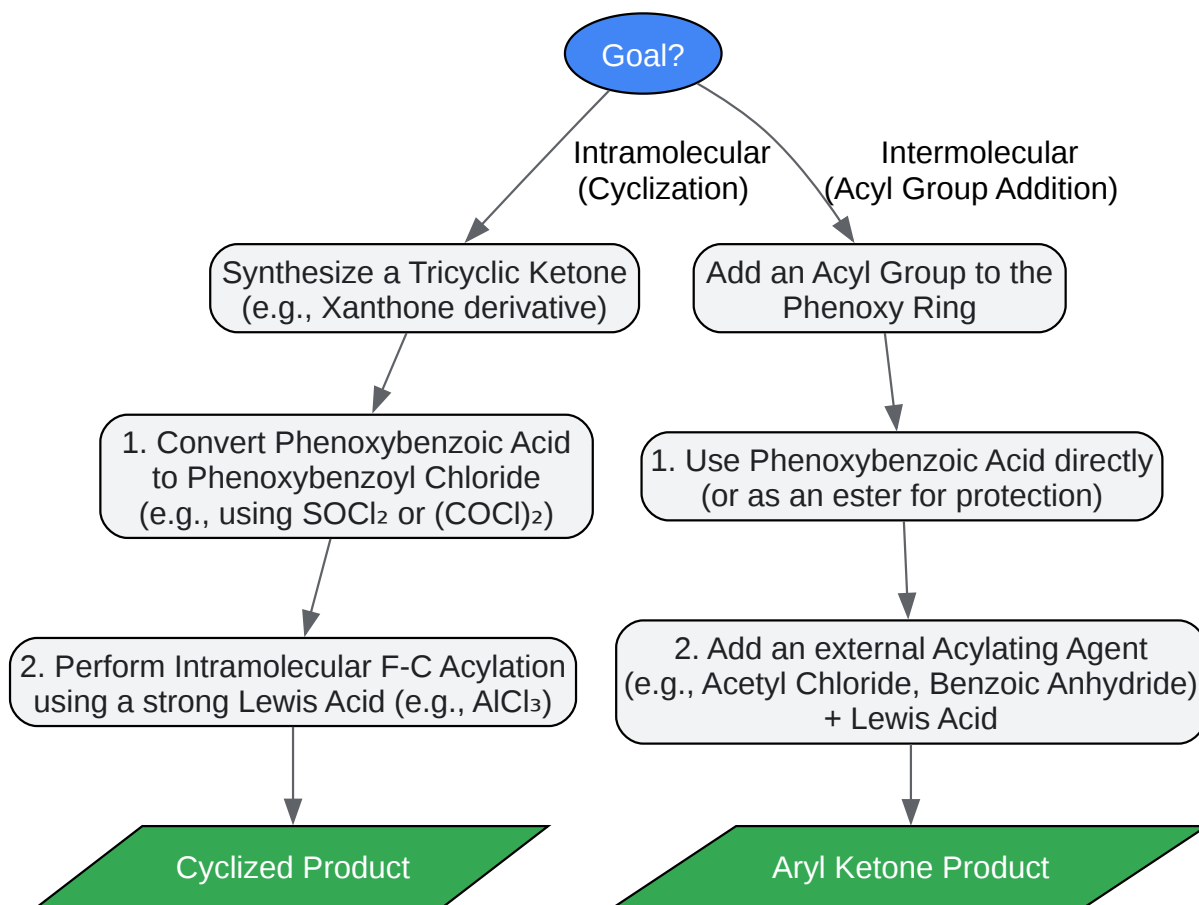 Goal?
Intramolecular
(Cyclization)
Intermolecular
(Acyl Group Addition)
Synthesize a Tricyclic Ketone
(e.g., Xanthone derivative)
Add an Acyl Group to the
Phenoxy Ring
1. Convert Phenoxybenzoic Acid
to Phenoxybenzoyl Chloride
(e.g., using SOCl₂ or (COCl)₂)
1. Use Phenoxybenzoic Acid directly
(or as an ester for protection)
2. Perform Intramolecular F-C Acylation
using a strong Lewis Acid (e.g., AlCl₃)
2. Add an external Acylating Agent
(e.g., Acetyl Chloride, Benzoic Anhydride)
+ Lewis Acid
Cyclized Product
Aryl Ketone Product